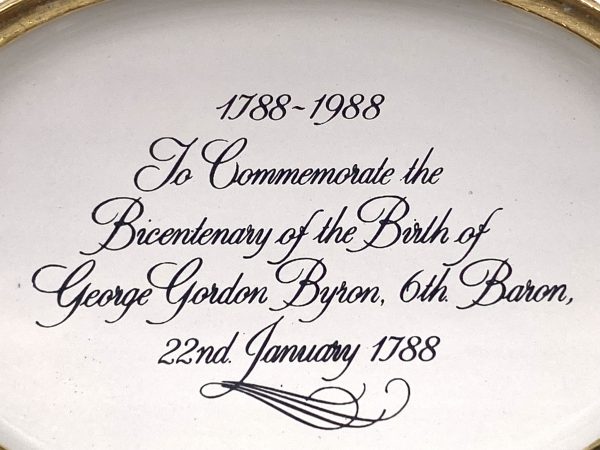 1788~1988
To Commemorate the
Bicentenary of the Birth of
George Gordon Byron, 6th. Baron,
22nd. January 1788